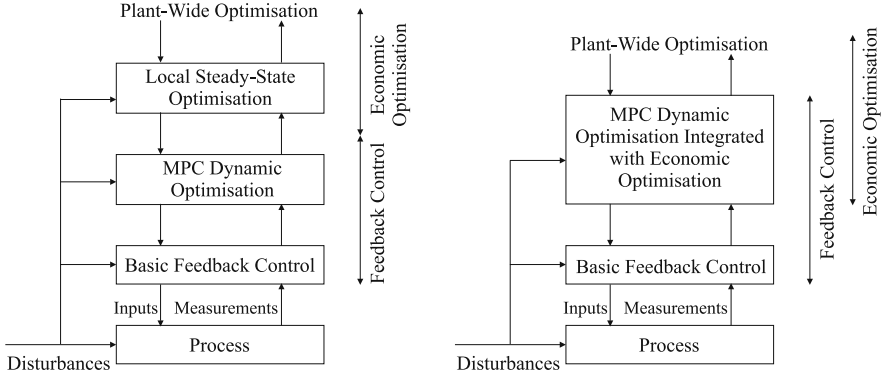 Plant-Wide Optimisation
Local Steady-State
Optimisation
MPC Dynamic
Optimisation
Basic Feedback Control
Inputs
Measurements
Process
Disturbances
Economic
Optimisation
Feedback Control
Plant-Wide Optimisation
MPC Dynamic
Optimisation Integrated
with Economic
Optimisation
Basic Feedback Control
Inputs
Measurements
Process
Disturbances
Feedback Control
Economic Optimisation